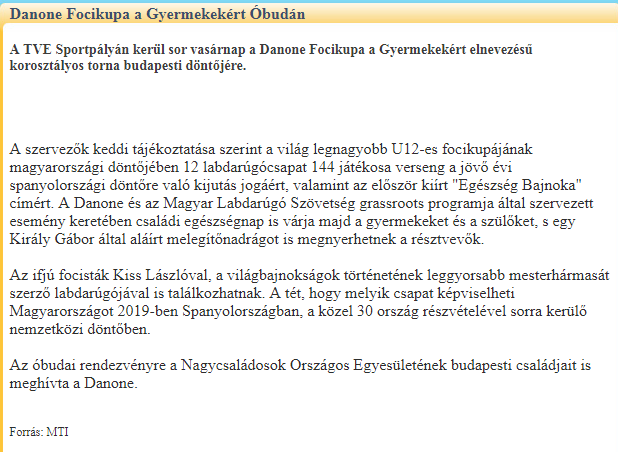 Danone Focikupa a Gyermekekért Óbudán
A TVE Sportpályán kerül sor vasárnap a Danone Focikupa a Gyermekekért elnevezésű
korosztályos torna budapesti döntőjére.
A szervezők keddi tájékoztatása szerint a világ legnagyobb U12-es focikupájának
magyarországi döntőjében 12 labdarúgócsapat 144 játékosa verseng a jövő évi
spanyolországi döntőre való kijutás jogáért, valamint az először kiírt "Egészség Bajnoka"
címért. A Danone és az Magyar Labdarúgó Szövetség grassroots programja által szervezett
esemény keretében családi egészségnap is várja majd a gyermekeket és a szülőket, s egy
Király Gábor által aláírt melegítőnadrágot is megnyerhetnek a résztvevők.
Az ifjú focisták Kiss Lászlóval, a világbajnokságok történetének leggyorsabb mesterhármasát
szerző labdarúgójával is találkozhatnak. A tét, hogy melyik csapat képviselheti
Magyarországot 2019-ben Spanyolországban, a közel 30 ország részvételével sorra kerülő
nemzetközi döntőben.
Az óbudai rendezvényre a Nagycsaládosok Országos Egyesületének budapesti családjait is
meghívta a Danone.
Forrás: MTI